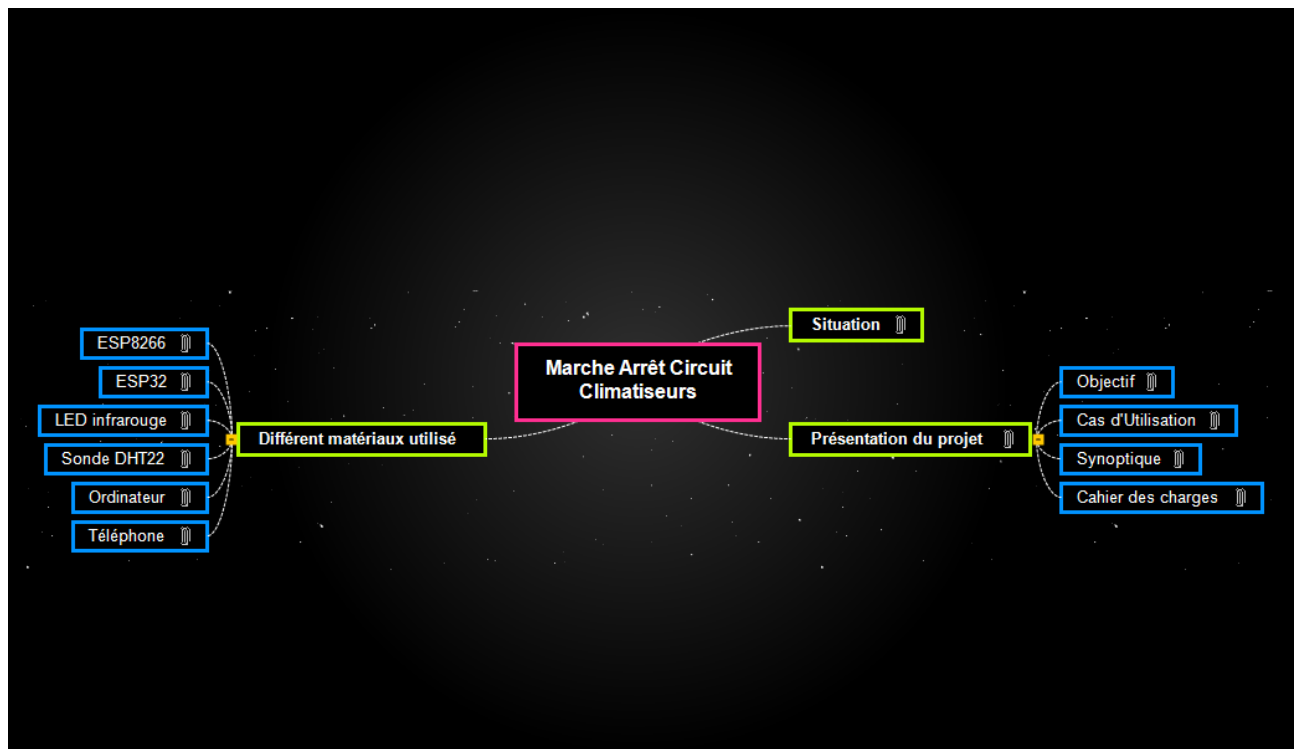 Marche Arrêt Circuit
Climatiseurs
Situation
Présentation du projet
Objectif
Cas d'Utilisation
Synoptique
Cahier des charges
Différent matériaux utilisé
ESP8266
ESP32
LED infrarouge
Sonde DHT22
Ordinateur
Téléphone